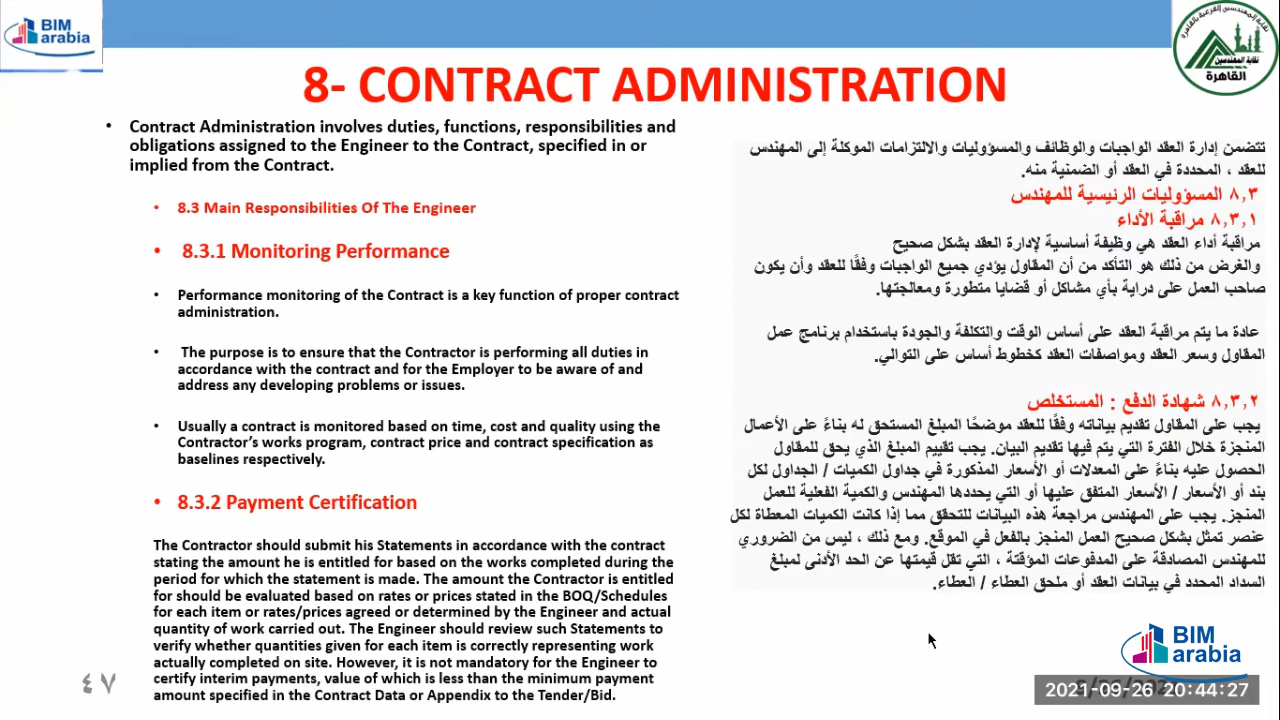 BIM
arabia
نقابة المهندسين الفرعية بالقاهرة
نقابة المهندسين
القاهرة
8- CONTRACT ADMINISTRATION
• Contract Administration involves duties, functions, responsibilities and
obligations assigned to the Engineer to the Contract, specified in or
implied from the Contract.
• 8.3 Main Responsibilities Of The Engineer
• 8.3.1 Monitoring Performance
• Performance monitoring of the Contract is a key function of proper contract
administration.
• The purpose is to ensure that the Contractor is performing all duties in
accordance with the contract and for the Employer to be aware of and
address any developing problems or issues.
• Usually a contract is monitored based on time, cost and quality using the
Contractor’s works program, contract price and contract specification as
baselines respectively.
• 8.3.2 Payment Certification
The Contractor should submit his Statements in accordance with the contract
stating the amount he is entitled for based on the works completed during the
period for which the statement is made. The amount the Contractor is entitled
for should be evaluated based on rates or prices stated in the BOQ/Schedules
for each item or rates/prices agreed or determined by the Engineer and actual
quantity of work carried out. The Engineer should review such Statements to
verify whether quantities given for each item is correctly representing work
actually completed on site. However, it is not mandatory for the Engineer to
certify interim payments, value of which is less than the minimum payment
amount specified in the Contract Data or Appendix to the Tender/Bid.
تتضمن إدارة العقد الواجبات والوظائف والمسؤوليات والالتزامات الموكلة إلى المهندس
للعقد ، المحددة في العقد أو الضمنية منه.
٨,٣ المسؤوليات الرئيسية للمهندس
٨,٣,١ مراقبة الأداء
مراقبة أداء العقد هي وظيفة أساسية لإدارة العقد بشكل صحيح
والغرض من ذلك هو التأكد من أن المقاول يؤدي جميع الواجبات وفقًا للعقد وأن يكون
صاحب العمل على دراية بأي مشاكل أو قضايا متطورة ومعالجتها.
عادة ما يتم مراقبة العقد على أساس الوقت والتكلفة والجودة باستخدام برنامج عمل
المقاول وسعر العقد ومواصفات العقد كخطوط أساس على التوالي.
٨,٣,٢ شهادة الدفع : المستخلص
يجب على المقاول تقديم بياناته وفقًا للعقد موضحًا المبلغ المستحق له بناءً على الأعمال
المنجزة خلال الفترة التي يتم فيها تقديم البيان. يجب تقييم المبلغ الذي يحق للمقاول
الحصول عليه بناءً على المعدلات أو الأسعار المذكورة في جداول الكميات / الجداول لكل
بند أو الأسعار / الأسعار المتفق عليها أو التي يحددها المهندس والكمية الفعلية للعمل
المنجز. يجب على المهندس مراجعة هذه البيانات للتحقق مما إذا كانت الكميات المعطاة لكل
عنصر تمثل بشكل صحيح العمل المنجز بالفعل في الموقع. ومع ذلك ، ليس من الضروري
للمهندس المصادقة على المدفوعات المؤقتة ، التي تقل قيمتها عن الحد الأدنى لمبلغ
السداد المحدد في بيانات العقد أو ملحق العطاء / العطاء.
BIM
arabia
٤٧
2021-09-26 20:44:27